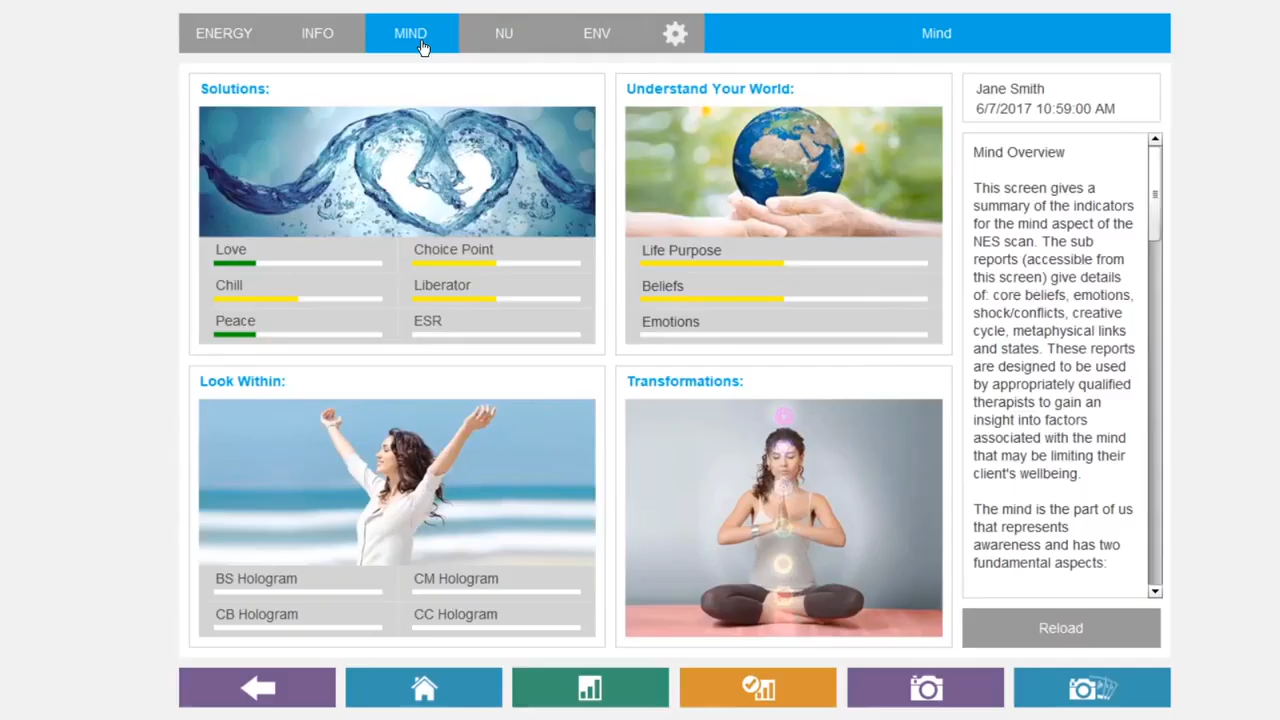 ENERGY INFO MIND NU ENV Mind
Solutions:
Love Choice Point
Chill Liberator
Peace ESR
Understand Your World:
Life Purpose
Beliefs
Emotions
Look Within:
BS Hologram CM Hologram
CB Hologram CC Hologram
Transformations:
Jane Smith
6/7/2017 10:59:00 AM
Mind Overview
This screen gives a
summary of the indicators
for the mind aspect of the
NES scan. The sub
reports (accessible from
this screen) give details
of: core beliefs, emotions,
shock/conflicts, creative
cycle, metaphysical links
and states. These reports
are designed to be used
by appropriately qualified
therapists to gain an
insight into factors
associated with the mind
that may be limiting their
client's wellbeing.
The mind is the part of us
that represents
awareness and has two
fundamental aspects:
Reload